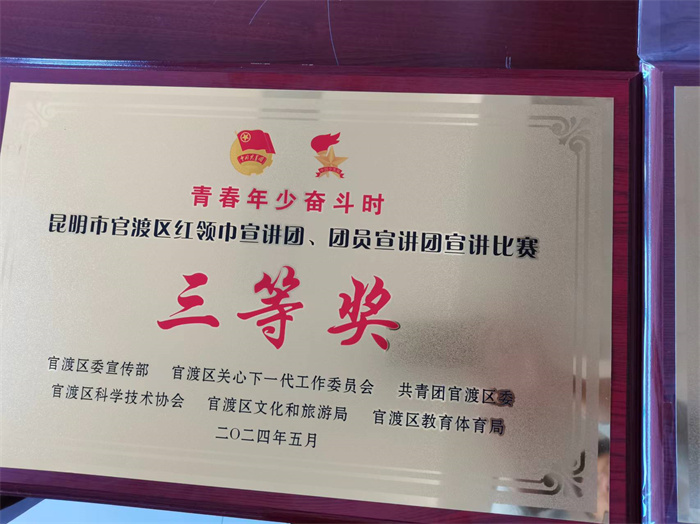 青春年少奋斗时
昆明市官渡区红领巾宣讲团、团员宣讲团宣讲比赛
三等奖
官渡区委宣传部 官渡区关心下一代工作委员会 共青团官渡区委
官渡区科学技术协会 官渡区文化和旅游局 官渡区教育体育局
二〇二四年五月